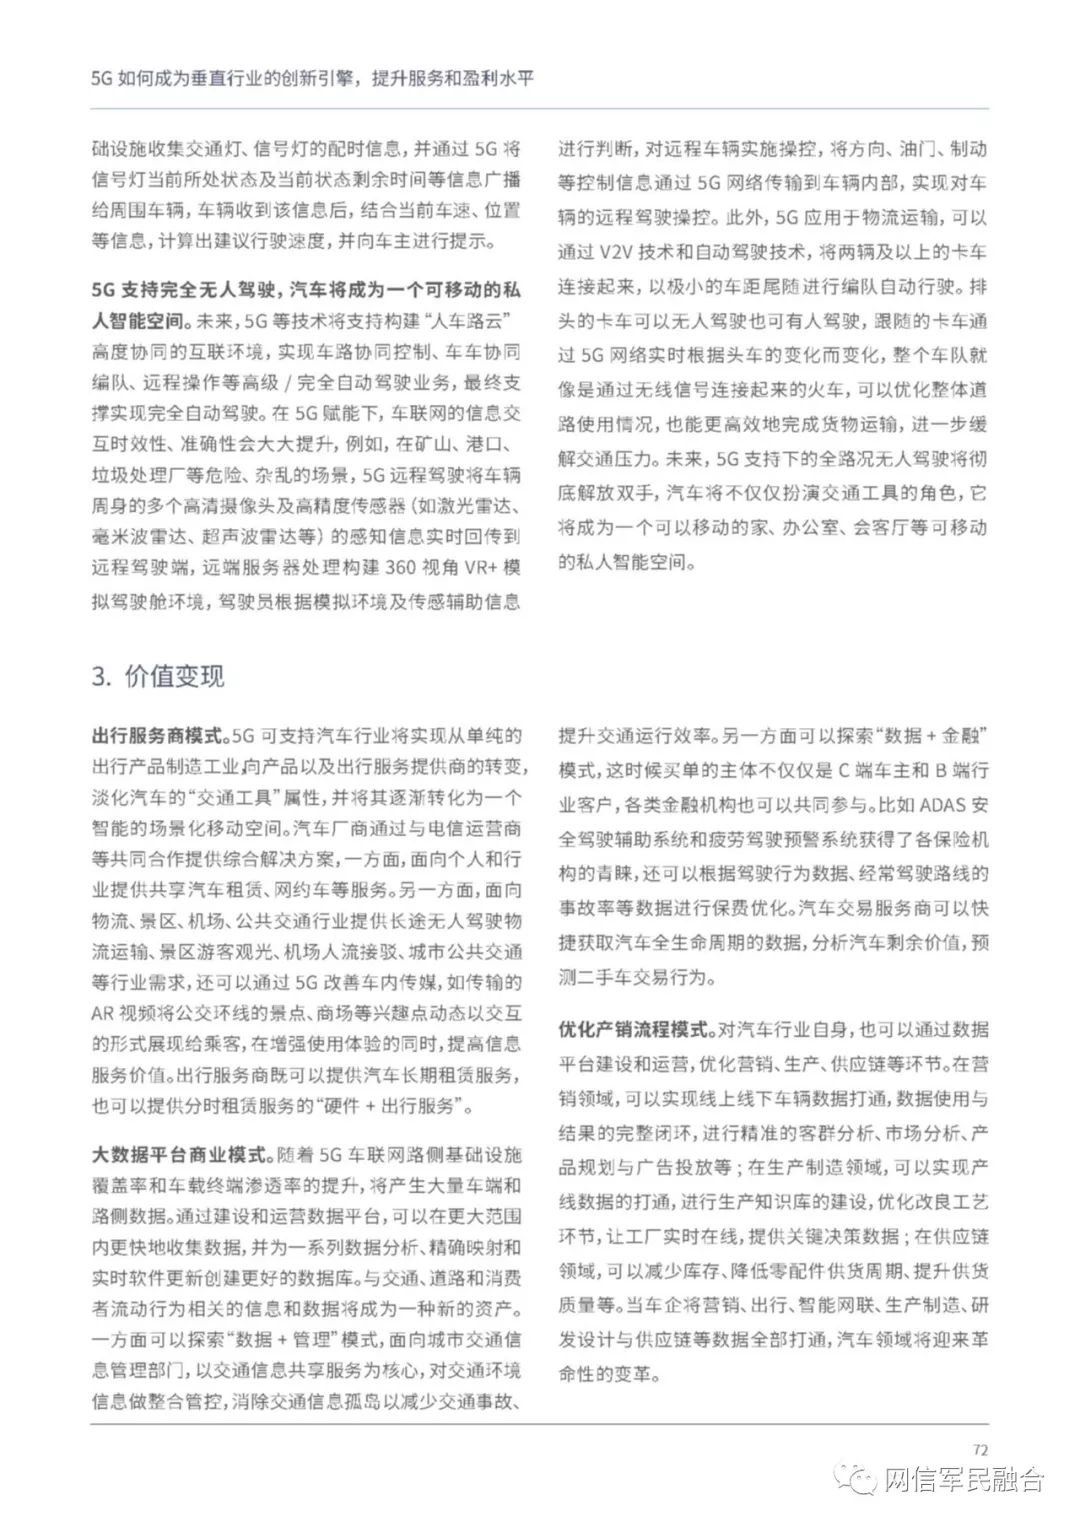 5G 如何成为垂直行业的创新引擎，提升服务和盈利水平
础设施收集交通灯、信号灯的配时信息，并通过 5G 将
信号灯当前所处状态及当前状态剩余时间等信息广播
给周围车辆，车辆收到该信息后，结合当前车速、位置
等信息，计算出建议行驶速度，并向车主进行提示。
5G 支持完全无人驾驶，汽车将成为一个可移动的私
人智能空间。未来，5G 等技术将支持构建“人车路云”
高度协同的互联环境，实现车路协同控制、车车协同
编队、远程操作等高级 / 完全自动驾驶业务，最终支
撑实现完全自动驾驶。在 5G 赋能下，车联网的信息交
互时效性、准确性会大大提升，例如，在矿山、港口、
垃圾处理厂等危险、杂乱的场景，5G 远程驾驶将车辆
周身的多个高清摄像头及高精度传感器（如激光雷达、
毫米波雷达、超声波雷达等）的感知信息实时回传到
远程驾驶端，远端服务器处理构建 360 视角 VR+ 模
拟驾驶舱环境，驾驶员根据模拟环境及传感辅助信息
进行判断，对远程车辆实施操控，将方向、油门、制动
等控制信息通过 5G 网络传输到车辆内部，实现对车
辆的远程驾驶操控。此外，5G 应用于物流运输，可以
通过 V2V 技术和自动驾驶技术，将两辆及以上的卡车
连接起来，以极小的车距尾随进行编队自动行驶。排
头的卡车可以无人驾驶也可有人驾驶，跟随的卡车通
过 5G 网络实时根据头车的变化而变化，整个车队就
像是通过无线信号连接起来的火车，可以优化整体道
路使用情况，也能更高效地完成货物运输，进一步缓
解交通压力。未来，5G 支持下的全路况无人驾驶将彻
底解放双手，汽车将不仅仅扮演交通工具的角色，它
将成为一个可以移动的家、办公室、会客厅等可移动
的私人智能空间。
3. 价值变现
出行服务商模式。5G 可支持汽车行业将实现从单纯的
出行产品制造工业,向产品以及出行服务提供商的转变，
淡化汽车的“交通工具”属性，并将其逐渐转化为一个
智能的场景化移动空间。汽车厂商通过与电信运营商
等共同合作提供综合解决方案，一方面，面向个人和行
业提供共享汽车租赁、网约车等服务。另一方面，面向
物流、景区、机场、公共交通行业提供长途无人驾驶物
流运输、景区游客观光、机场人流接驳、城市公共交通
等行业需求，还可以通过 5G 改善车内传媒，如传输的
AR 视频将公交环线的景点、商场等兴趣点动态以交互
的形式展现给乘客，在增强使用体验的同时，提高信息
服务价值。出行服务商既可以提供汽车长期租赁服务，
也可以提供分时租赁服务的“硬件 + 出行服务”。
大数据平台商业模式。随着 5G 车联网路侧基础设施
覆盖率和车载终端渗透率的提升，将产生大量车端和
路侧数据。通过建设和运营数据平台，可以在更大范围
内更快地收集数据，并为一系列数据分析、精确映射和
实时软件更新创建更好的数据库。与交通、道路和消费
者流动行为相关的信息和数据将成为一种新的资产。
一方面可以探索“数据 + 管理”模式，面向城市交通信
息管理部门，以交通信息共享服务为核心，对交通环境
信息做整合管控，消除交通信息孤岛以减少交通事故、
提升交通运行效率。另一方面可以探索“数据 + 金融”
模式，这时候买单的主体不仅仅是 C 端车主和 B 端行
业客户，各类金融机构也可以共同参与。比如 ADAS 安
全驾驶辅助系统和疲劳驾驶预警系统获得了各保险机
构的青睐，还可以根据驾驶行为数据、经常驾驶路线的
事故率等数据进行保费优化。汽车交易服务商可以快
捷获取汽车全生命周期的数据，分析汽车剩余价值，预
测二手车交易行为。
优化产销流程模式。对汽车行业自身，也可以通过数据
平台建设和运营，优化营销、生产、供应链等环节。在营
销领域，可以实现线上线下车辆数据打通，数据使用与
结果的完整闭环，进行精准的客群分析、市场分析、产
品规划与广告投放等；在生产制造领域，可以实现产
线数据的打通，进行生产知识库的建设，优化改良工艺
环节，让工厂实时在线，提供关键决策数据；在供应链
领域，可以减少库存、降低零配件供货周期、提升供货
质量等。当车企将营销、出行、智能网联、生产制造、研
发设计与供应链等数据全部打通，汽车领域将迎来革
命性的变革。
72
网信军民融合